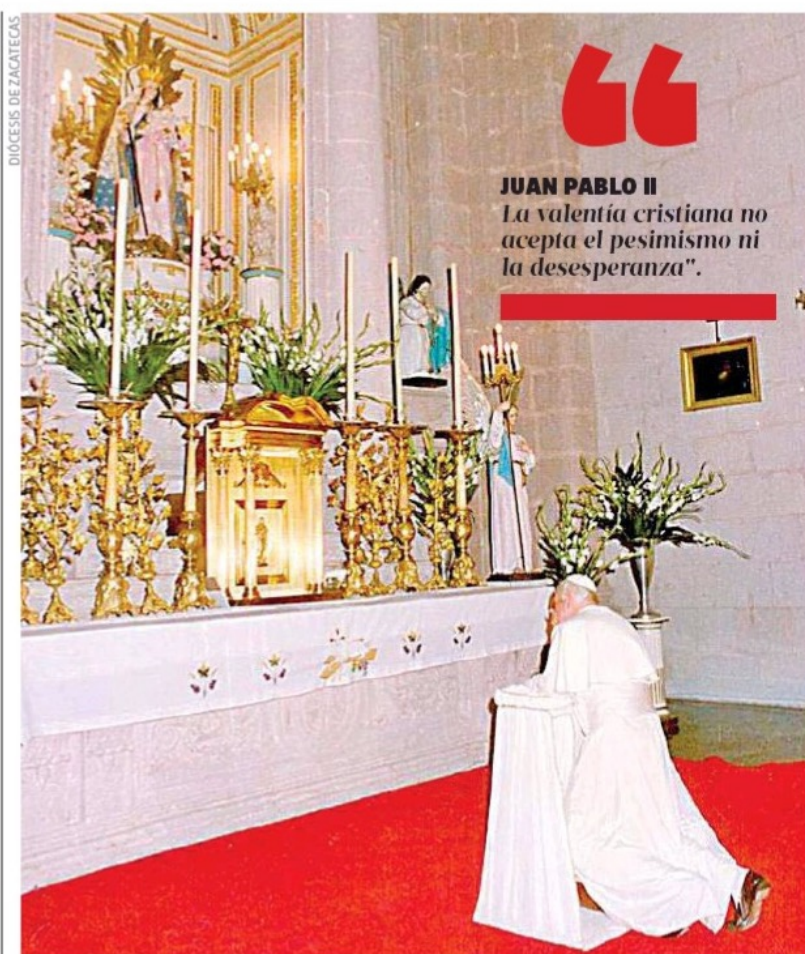 DIÓCESIS DE ZACATECAS
“
JUAN PABLO II
La valentía cristiana no
acepta el pesimismo ni
la desesperanza".